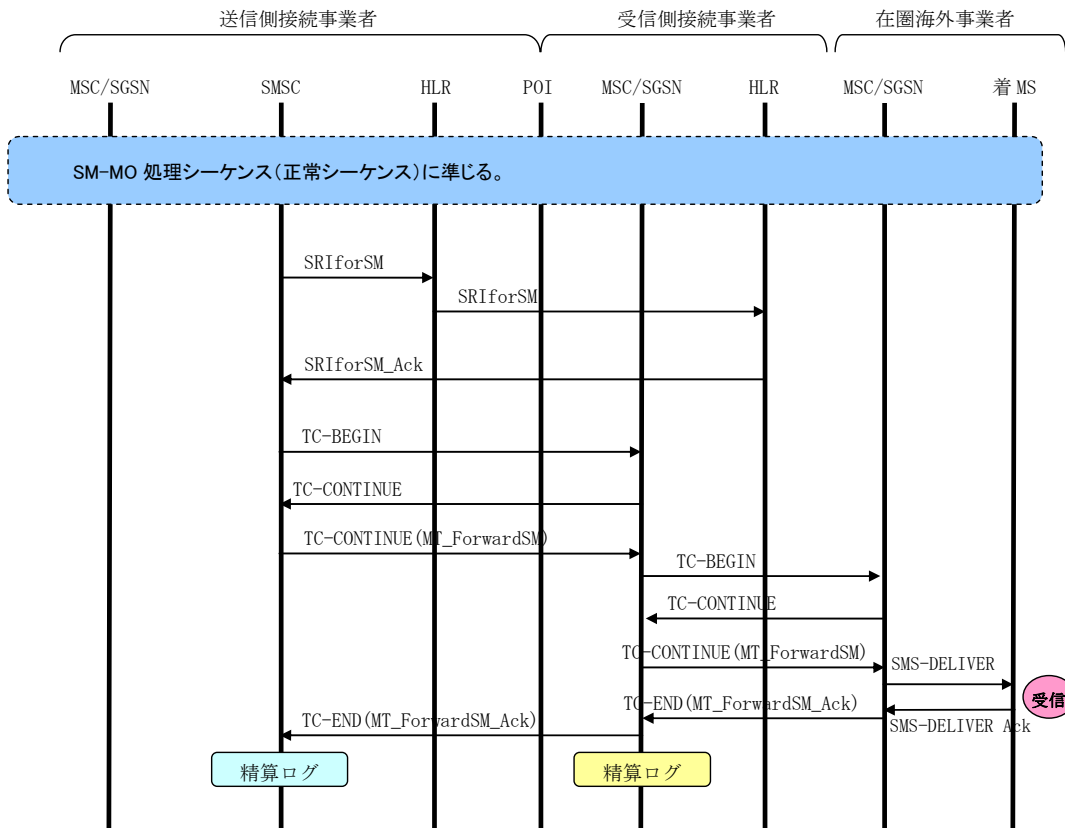 送信側接続事業者 受信側接続事業者 在圏海外事業者
MSC/SGSN SMSC HLR POI MSC/SGSN HLR MSC/SGSN 着 MS
SM-MO 処理シーケンス(正常シーケンス)に準じる。
SRIforSM
SRIforSM
SRIforSM_Ack
TC-BEGIN
TC-CONTINUE
TC-CONTINUE(MT_ForwardSM)
TC-BEGIN
TC-CONTINUE
TC-CONTINUE(MT_ForwardSM)
SMS-DELIVER
受信
TC-END(MT_ForwardSM_Ack)
TC-END(MT_ForwardSM_Ack)
SMS-DELIVER Ack
精算ログ 精算ログ